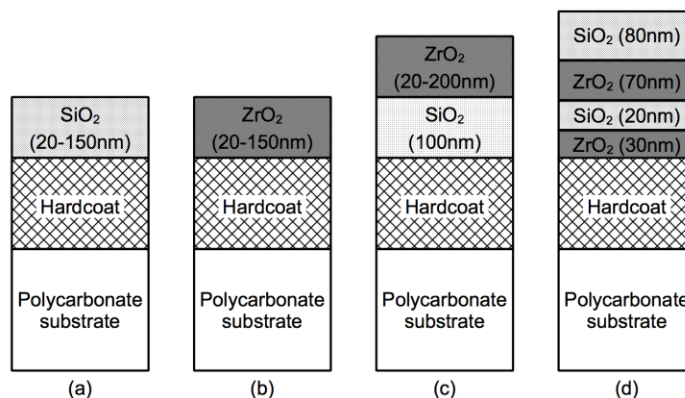 SiO₂
(20-150nm)
Hardcoat
Polycarbonate
substrate
(a)
ZrO₂
(20-150nm)
Hardcoat
Polycarbonate
substrate
(b)
ZrO₂
(20-200nm)
SiO₂
(100nm)
Hardcoat
Polycarbonate
substrate
(c)
SiO₂ (80nm)
ZrO₂ (70nm)
SiO₂ (20nm)
ZrO₂ (30nm)
Hardcoat
Polycarbonate
substrate
(d)